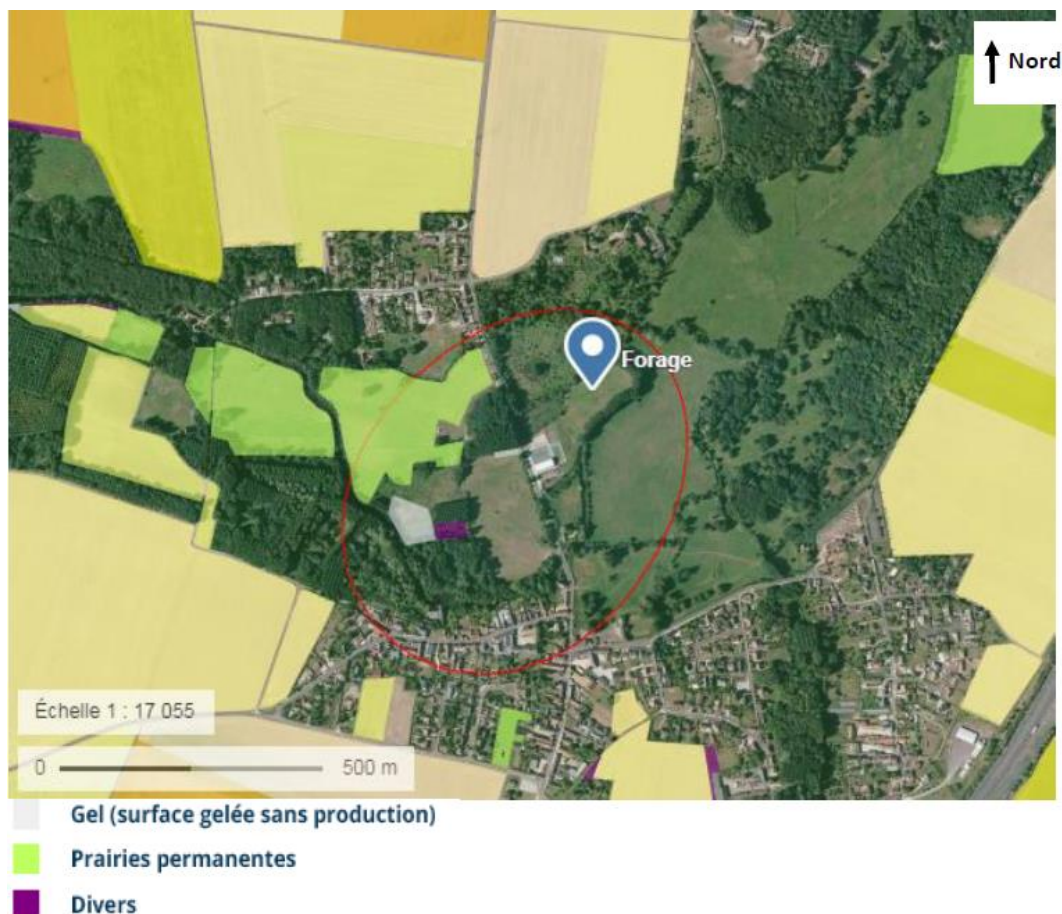 Nord
Forage
Échelle 1 : 17 055
0 500 m
Gel (surface gelée sans production)
Prairies permanentes
Divers